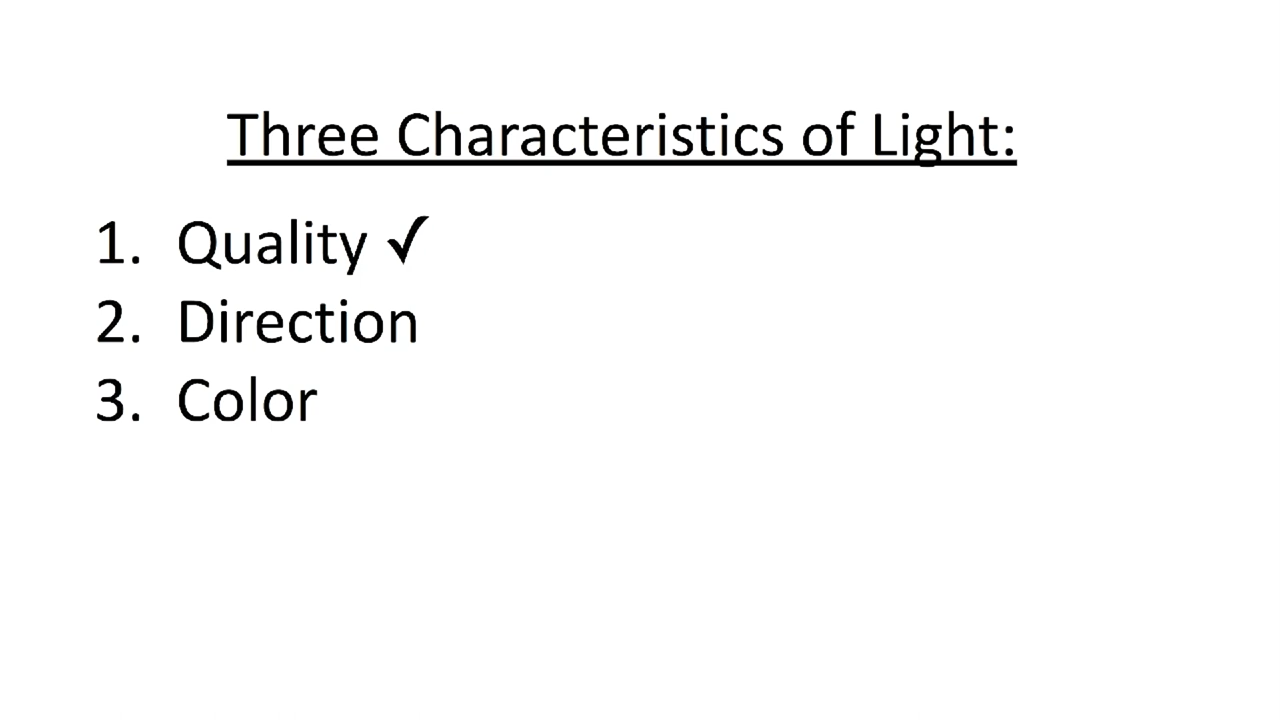 Three Characteristics of Light:
1. Quality ✓
2. Direction
3. Color